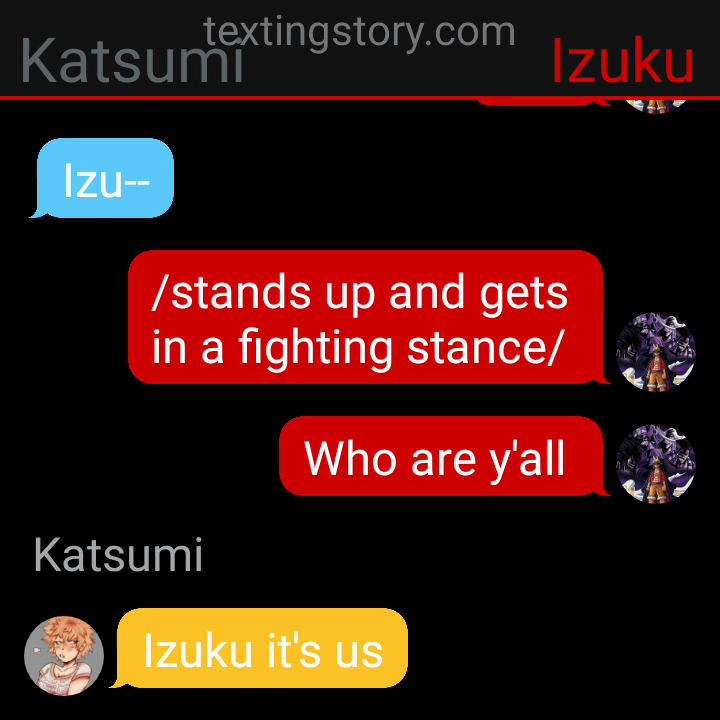 textingstory.com
Katsumi
Izuku
Izu--
/stands up and gets
in a fighting stance/
Who are y'all
Katsumi
Izuku it's us